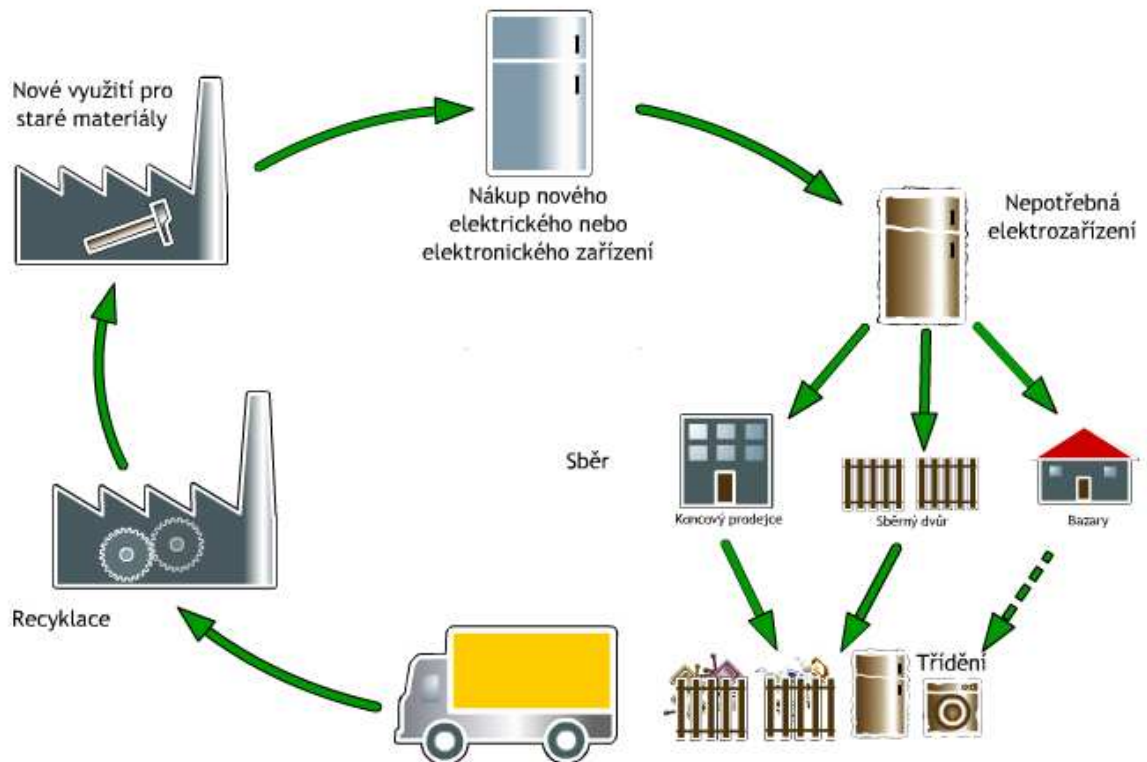 Nové využití pro
staré materiály
Nákup nového
elektrického nebo
elektronického zařízení
Nepotřebná
elektrozařízení
Sběr
Koncový prodejce
Sběrný dvůr
Bazary
Recyklace
Třídění